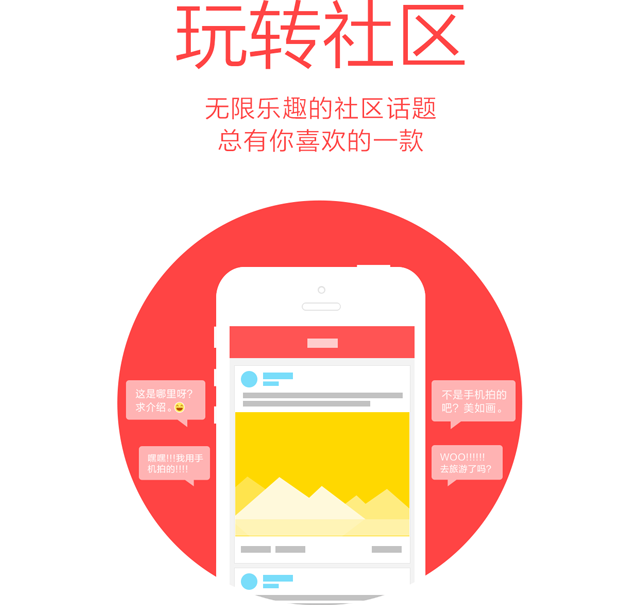 玩转社区
无限乐趣的社区话题
总有你喜欢的一款
这是哪里呀?
求介绍。
不是手机拍的
吧？美如画。
嘿嘿!!!我用手
机拍的!!!!
WOO!!!!!!
去旅游了吗?